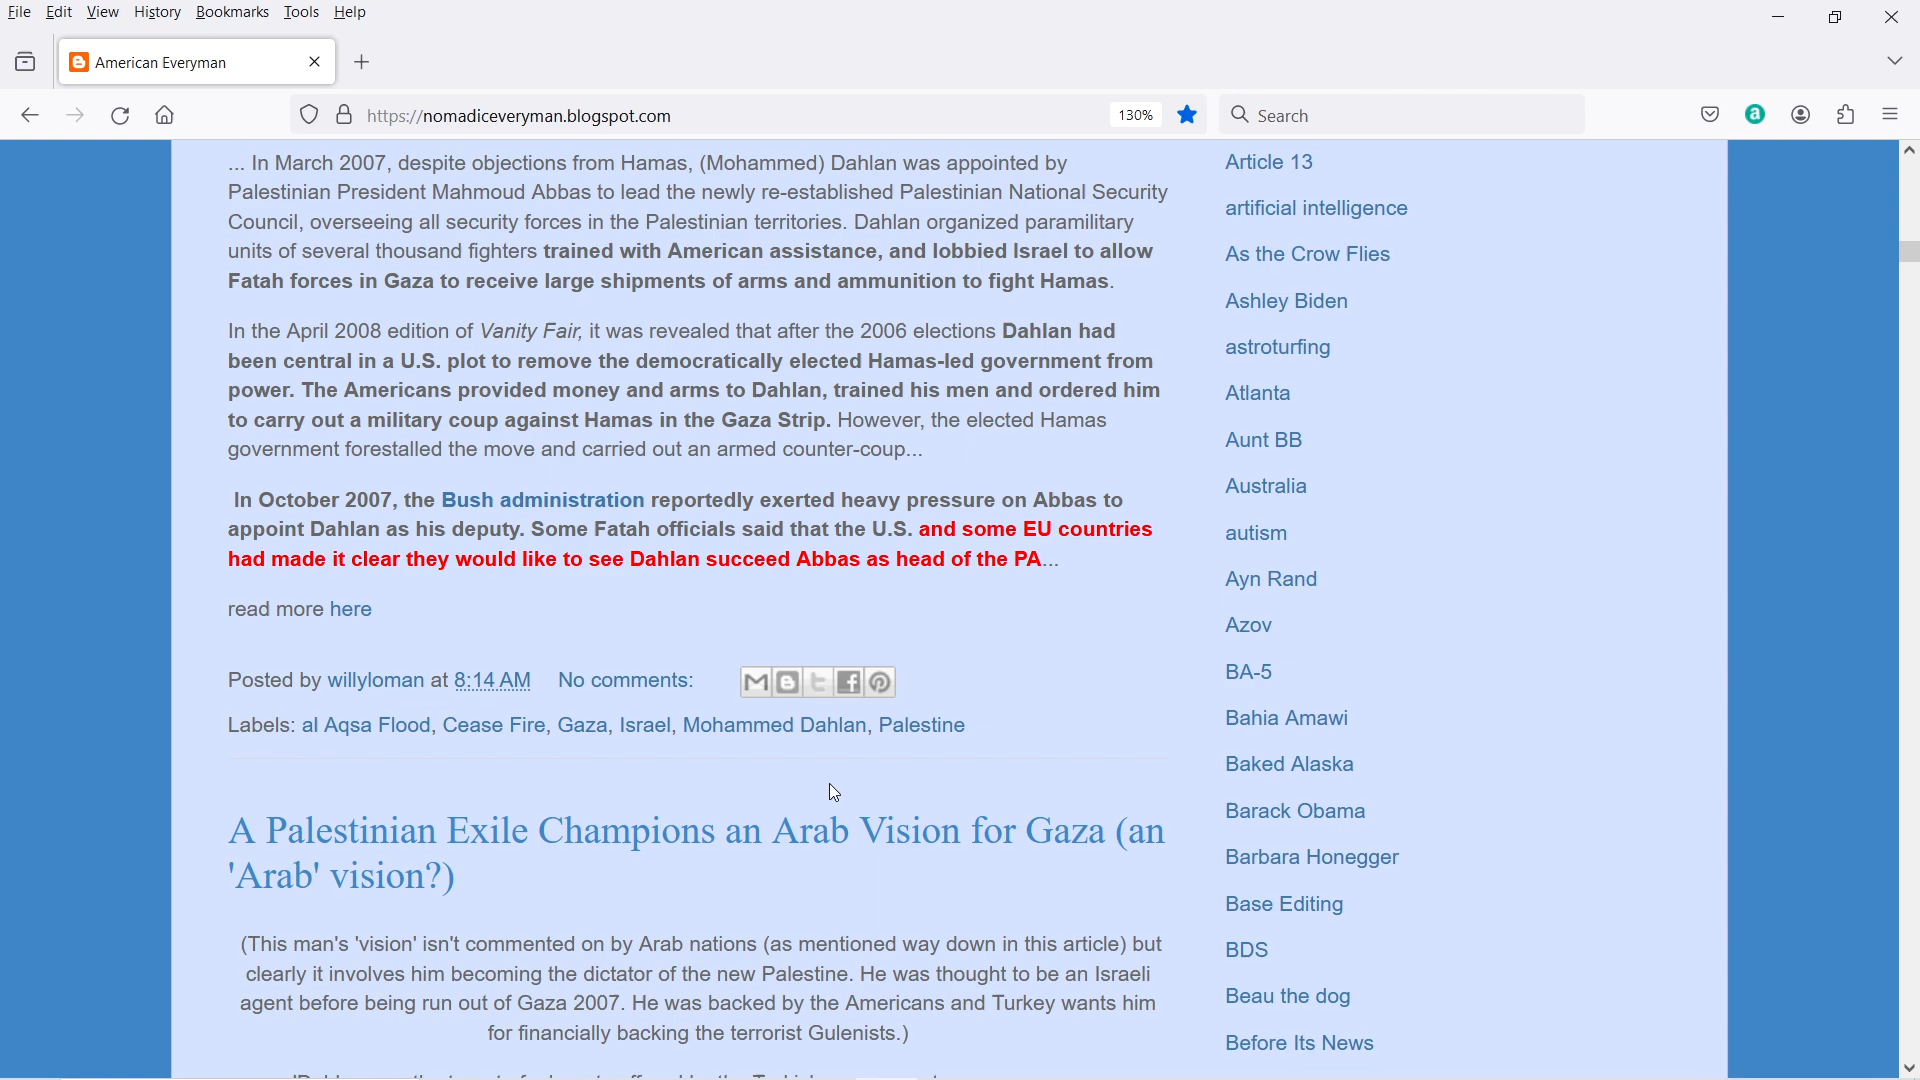 File Edit View History Bookmarks Tools Help
American Everyman
https://nomadiceveryman.blogspot.com 130% Search
... In March 2007, despite objections from Hamas, (Mohammed) Dahlan was appointed by
Palestinian President Mahmoud Abbas to lead the newly re-established Palestinian National Security
Council, overseeing all security forces in the Palestinian territories. Dahlan organized paramilitary
units of several thousand fighters trained with American assistance, and lobbied Israel to allow
Fatah forces in Gaza to receive large shipments of arms and ammunition to fight Hamas.
In the April 2008 edition of Vanity Fair, it was revealed that after the 2006 elections Dahlan had
been central in a U.S. plot to remove the democratically elected Hamas-led government from
power. The Americans provided money and arms to Dahlan, trained his men and ordered him
to carry out a military coup against Hamas in the Gaza Strip. However, the elected Hamas
government forestalled the move and carried out an armed counter-coup...
In October 2007, the Bush administration reportedly exerted heavy pressure on Abbas to
appoint Dahlan as his deputy. Some Fatah officials said that the U.S. and some EU countries
had made it clear they would like to see Dahlan succeed Abbas as head of the PA...
read more here
Posted by willyloman at 8:14 AM No comments:
Labels: al Aqsa Flood, Cease Fire, Gaza, Israel, Mohammed Dahlan, Palestine
A Palestinian Exile Champions an Arab Vision for Gaza (an
'Arab' vision?)
(This man's 'vision' isn't commented on by Arab nations (as mentioned way down in this article) but
clearly it involves him becoming the dictator of the new Palestine. He was thought to be an Israeli
agent before being run out of Gaza 2007. He was backed by the Americans and Turkey wants him
for financially backing the terrorist Gulenists.)
Article 13
artificial intelligence
As the Crow Flies
Ashley Biden
astroturfing
Atlanta
Aunt BB
Australia
autism
Ayn Rand
Azov
BA-5
Bahia Amawi
Baked Alaska
Barack Obama
Barbara Honegger
Base Editing
BDS
Beau the dog
Before Its News